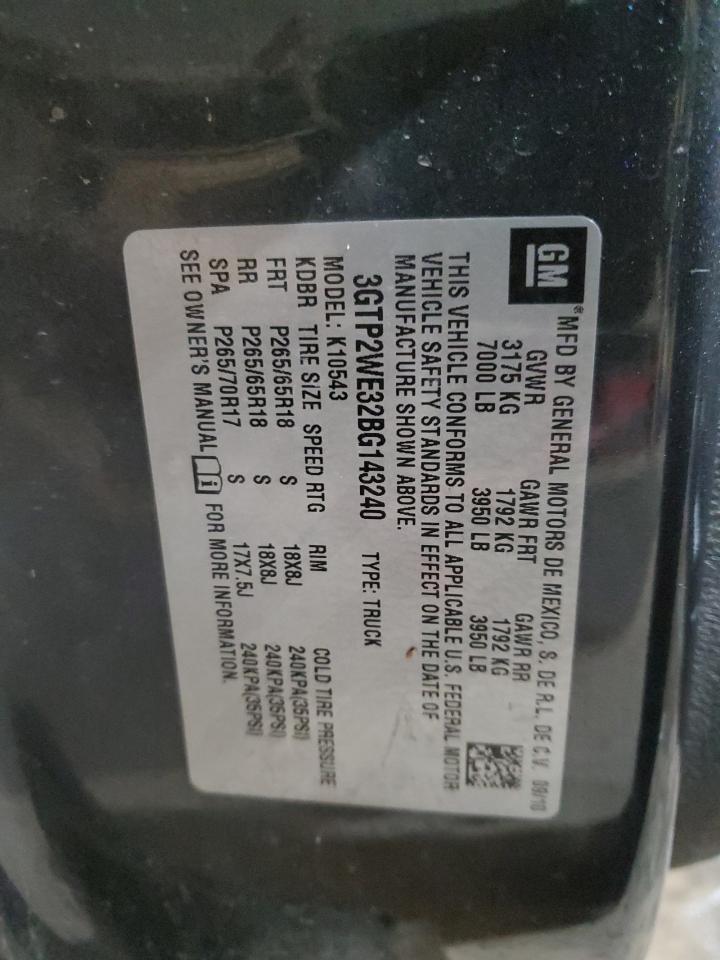 GM
®MFD BY GENERAL MOTORS DE MEXICO, S. DE R.L. DE C.V. 09/10
GVWR GAWR FRT GAWR RR
3175 KG 1792 KG 1792 KG
7000 LB 3950 LB 3950 LB
THIS VEHICLE CONFORMS TO ALL APPLICABLE U.S. FEDERAL MOTOR
VEHICLE SAFETY STANDARDS IN EFFECT ON THE DATE OF
MANUFACTURE SHOWN ABOVE.
3GTP2WE32BG143240 TYPE: TRUCK
MODEL: K10543
KDBR TIRE SIZE SPEED RTG RIM COLD TIRE PRESSURE
FRT P265/65R18 S 18X8J 240KPA(35PSI)
RR P265/65R18 S 18X8J 240KPA(35PSI)
SPA P265/70R17 S 17X7.5J 240KPA(35PSI)
SEE OWNER'S MANUAL i FOR MORE INFORMATION.